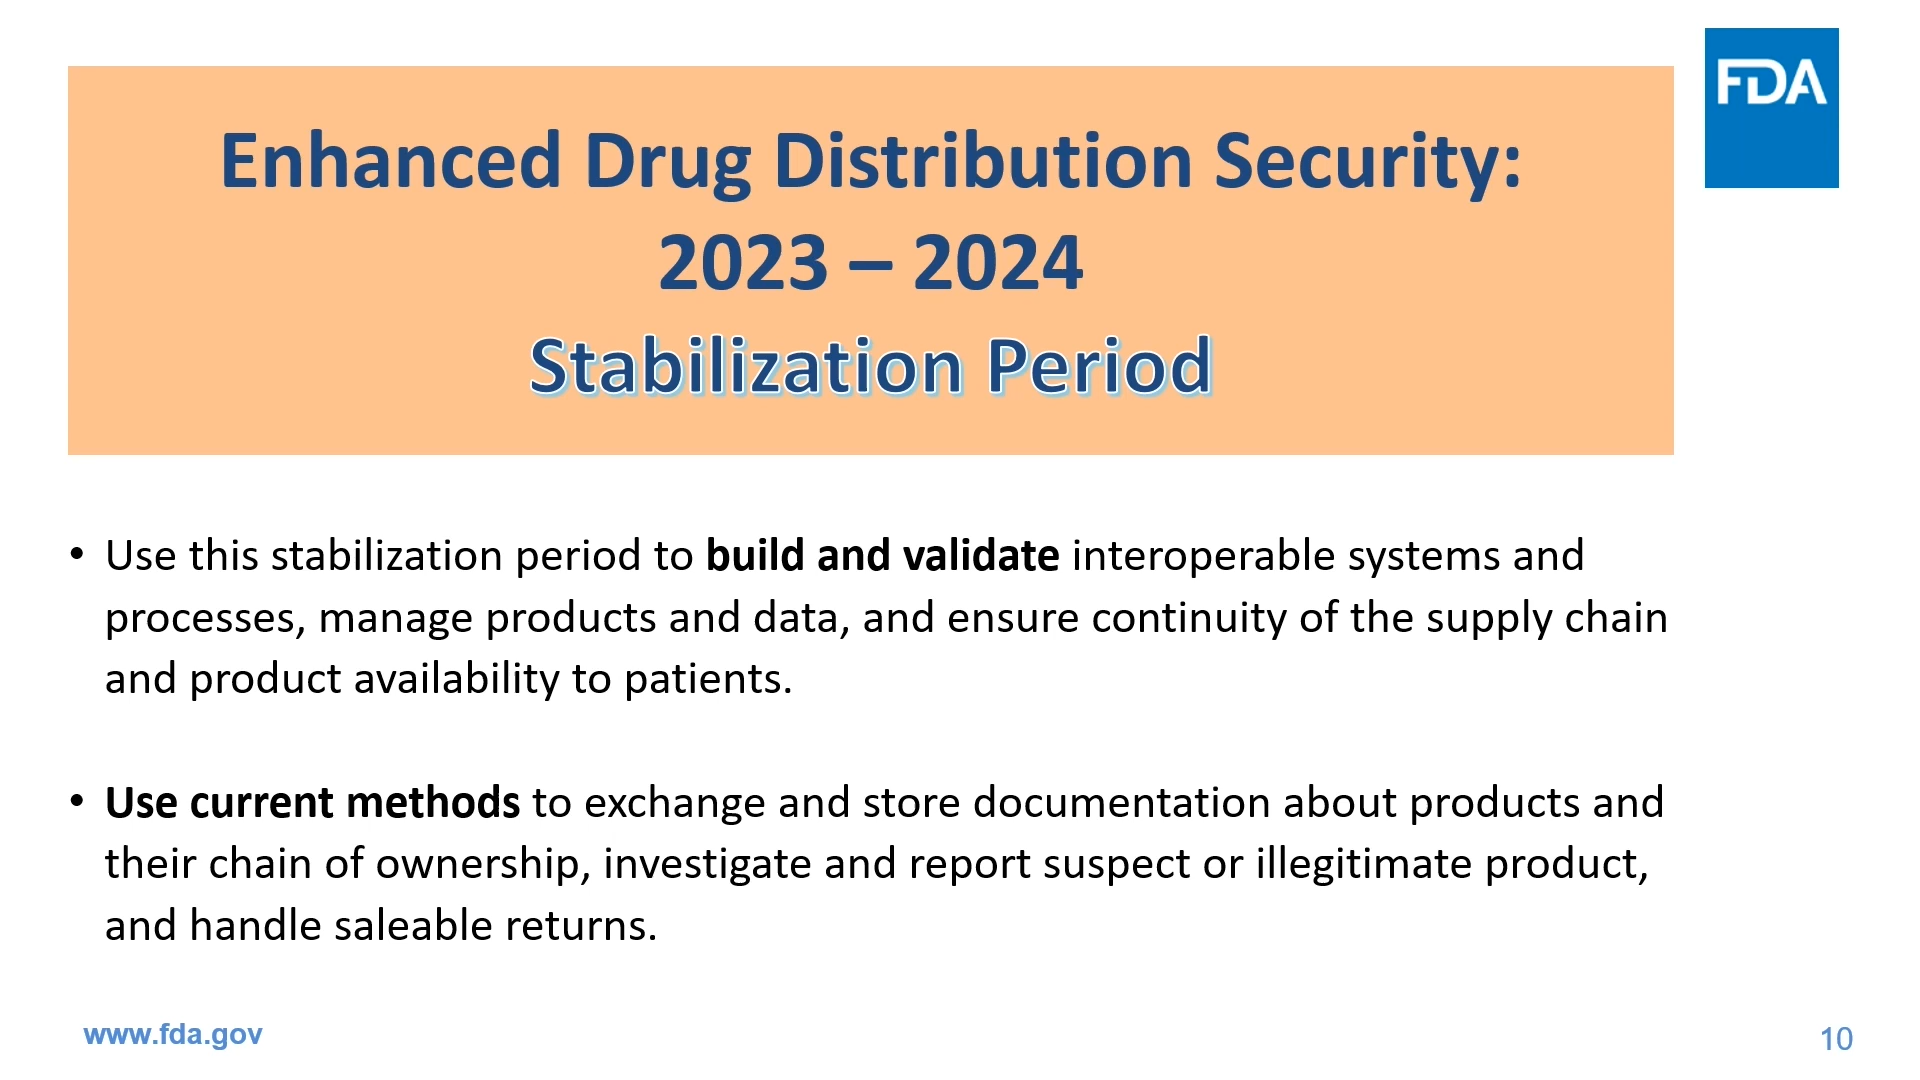 FDA
Enhanced Drug Distribution Security:
2023 – 2024
Stabilization Period
• Use this stabilization period to build and validate interoperable systems and
processes, manage products and data, and ensure continuity of the supply chain
and product availability to patients.
• Use current methods to exchange and store documentation about products and
their chain of ownership, investigate and report suspect or illegitimate product,
and handle saleable returns.
www.fda.gov
10